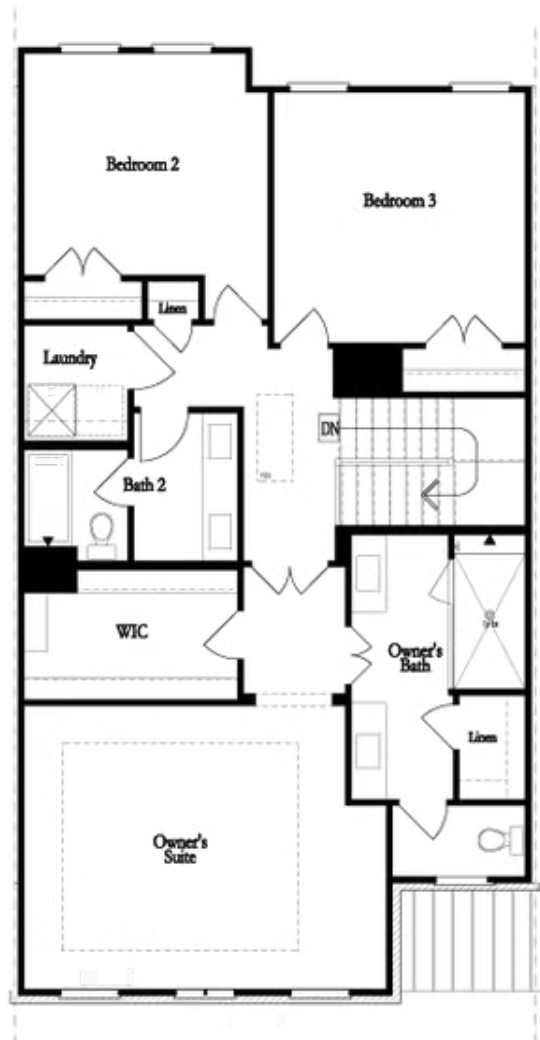 Bedroom 2
Bedroom 3
Linen
Laundry
DN
Bath 2
WIC
Owner's
Bath
Linen
Owner's
Suite